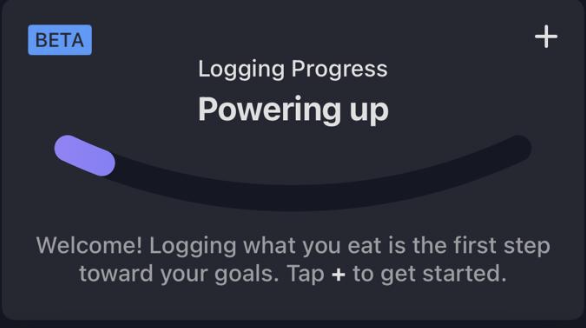 BETA
+
Logging Progress
Powering up
Welcome! Logging what you eat is the first step
toward your goals. Tap + to get started.